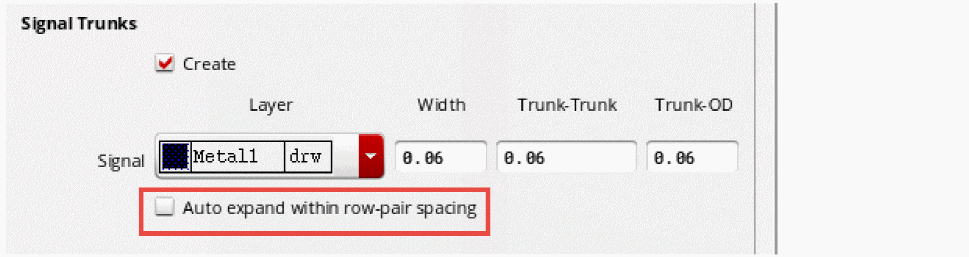 Signal Trunks
Create
Layer Width Trunk-Trunk Trunk-OD
Signal Metal1 drw 0.06 0.06 0.06
Auto expand within row-pair spacing